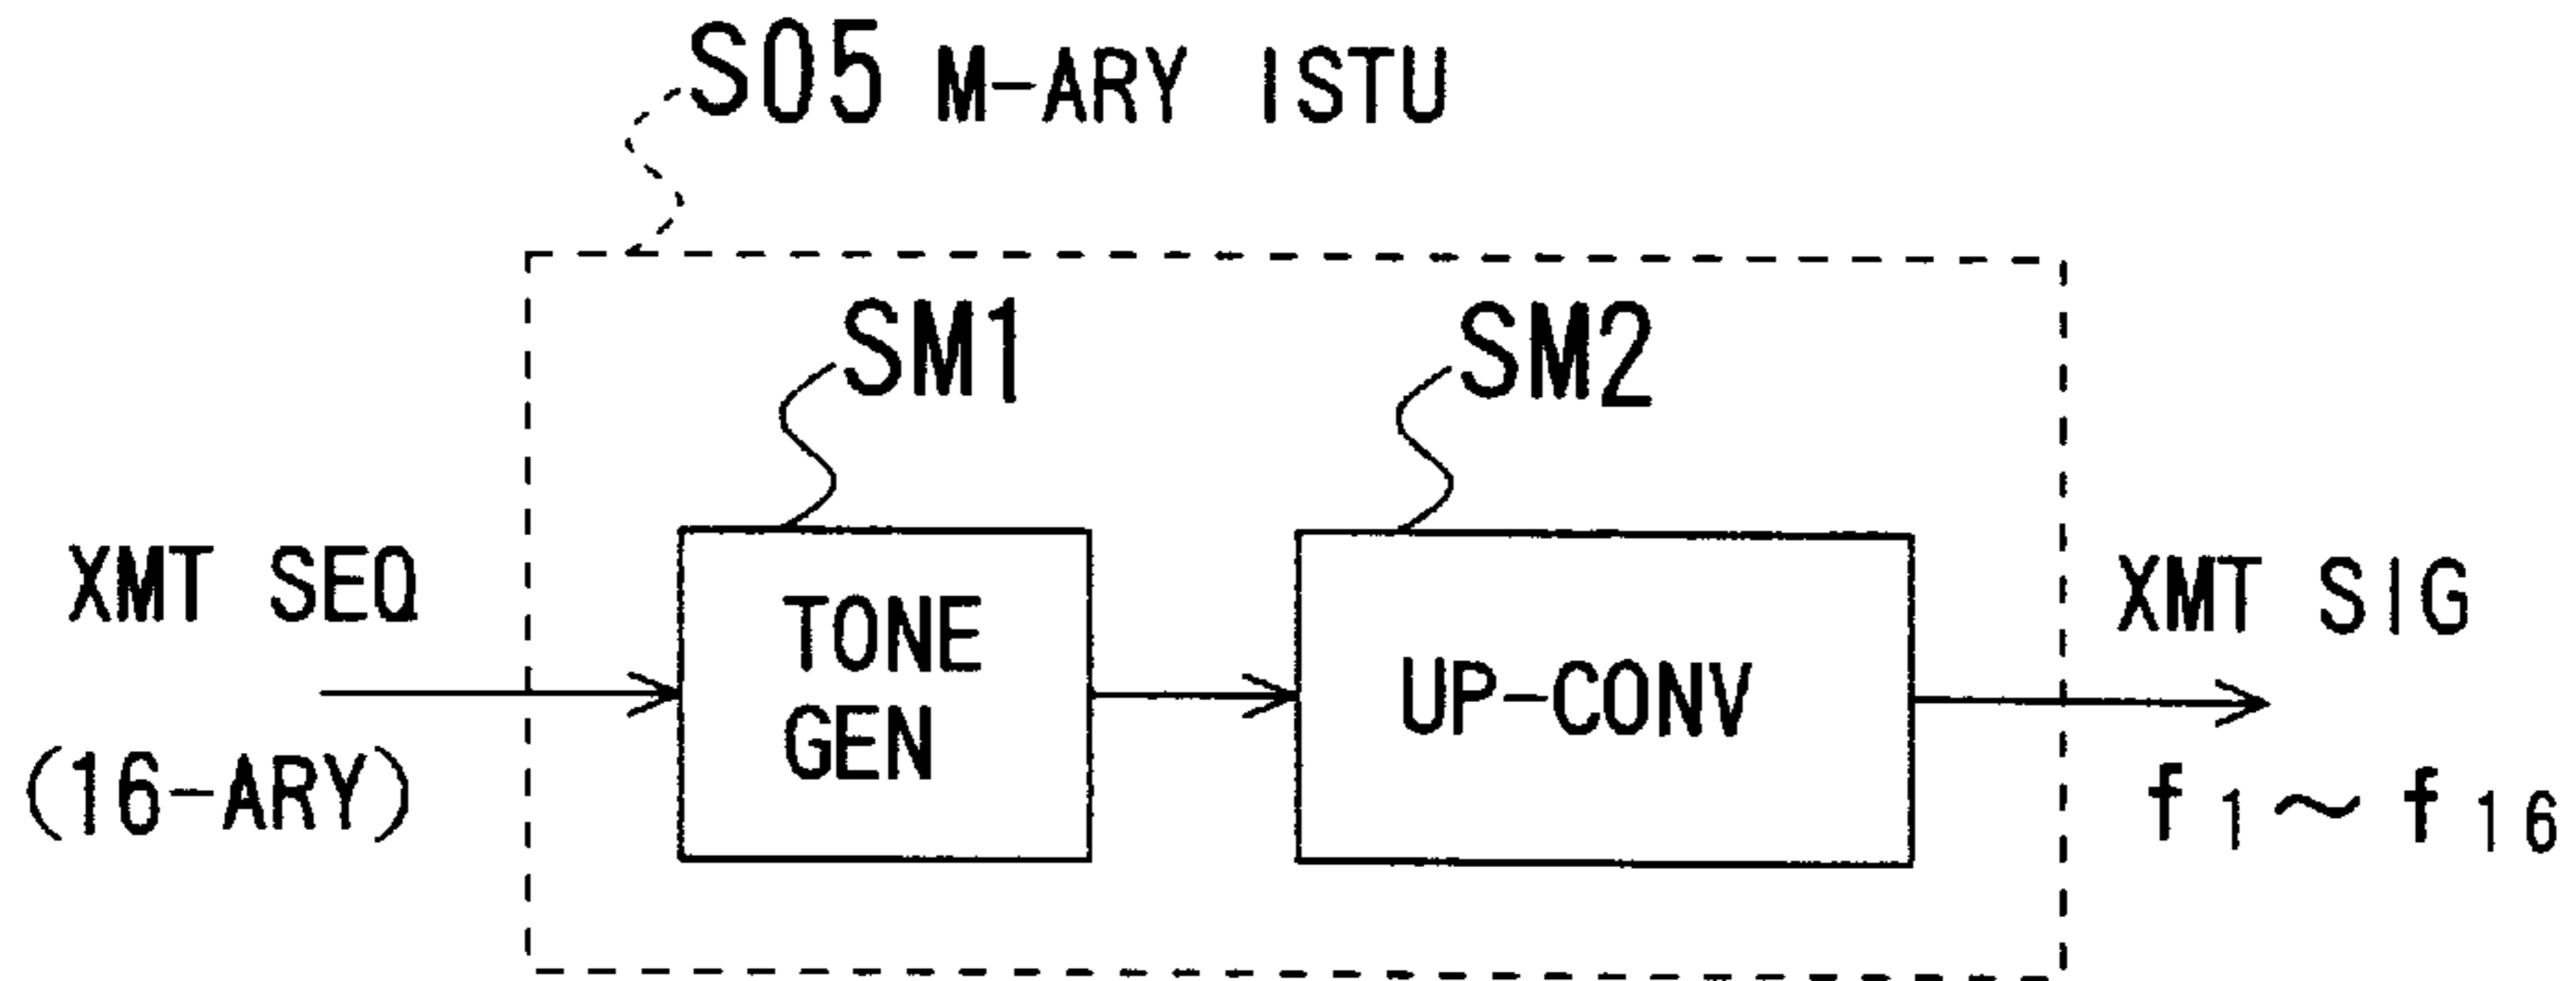 S05 M-ARY ISTU
SM1
SM2
XMT SEQ
(16-ARY)
TONE
GEN
UP-CONV
XMT SIG
f1~f16